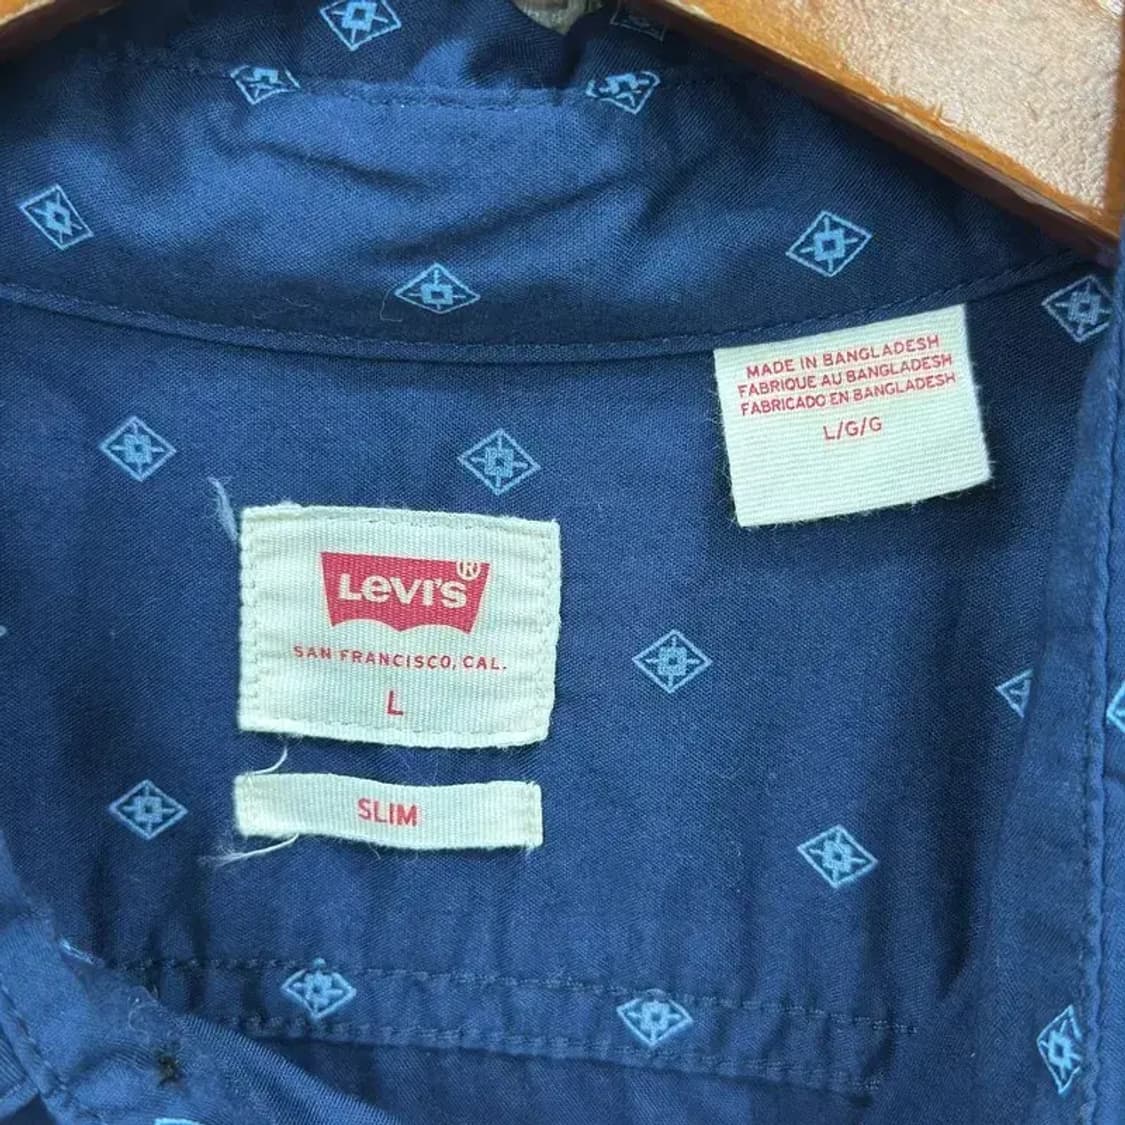 MADE IN BANGLADESH
FABRIQUE AU BANGLADESH
FABRICADO EN BANGLADESH
L/G/G
LEVI'S®
SAN FRANCISCO, CAL.
L
SLIM